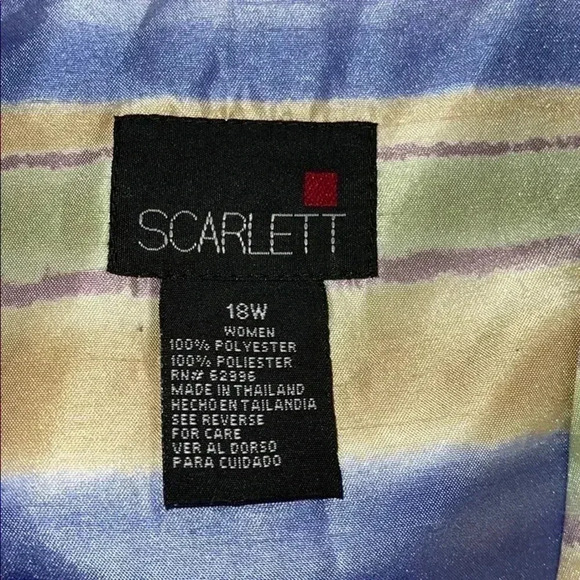 SCARLETT
18W
WOMEN
100% POLYESTER
100% POLIESTER
RN# 62996
MADE IN THAILAND
HECHO EN TAILANDIA
SEE REVERSE
FOR CARE
VER AL DORSO
PARA CUIDADO